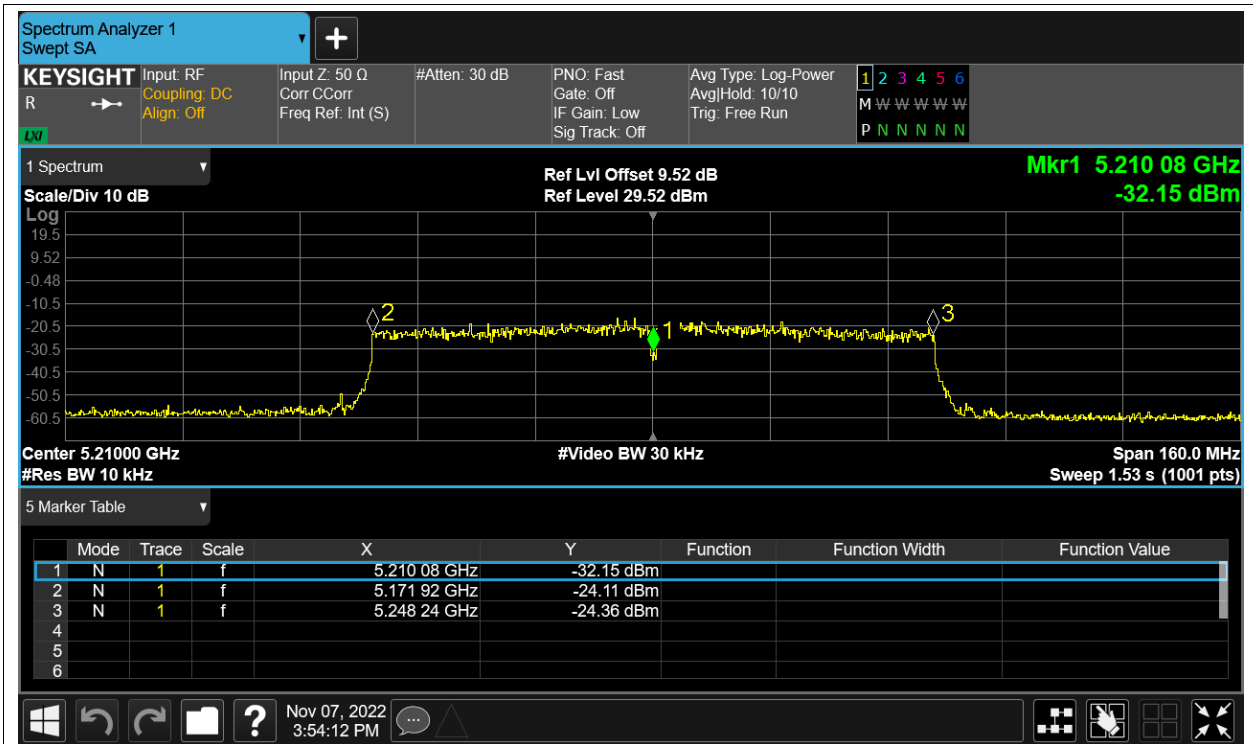 Spectrum Analyzer 1
Swept SA
+
KEYSIGHT
R
LXI
Input: RF
Coupling: DC
Align: Off
Input Z: 50 Ω
Corr CCorr
Freq Ref: Int (S)
#Atten: 30 dB
PNO: Fast
Gate: Off
IF Gain: Low
Sig Track: Off
Avg Type: Log-Power
Avg|Hold: 10/10
Trig: Free Run
1 2 3 4 5 6
M W W W W W
P N N N N N
1 Spectrum
Scale/Div 10 dB
Ref Lvl Offset 9.52 dB
Ref Level 29.52 dBm
Mkr1 5.210 08 GHz
-32.15 dBm
Log
19.5
9.52
-0.48
-10.5
-20.5
-30.5
-40.5
-50.5
-60.5
2
1
3
Center 5.21000 GHz
#Res BW 10 kHz
#Video BW 30 kHz
Span 160.0 MHz
Sweep 1.53 s (1001 pts)
5 Marker Table
Mode Trace Scale X Y Function Function Width Function Value
1 N 1 f 5.210 08 GHz -32.15 dBm
2 N 1 f 5.171 92 GHz -24.11 dBm
3 N 1 f 5.248 24 GHz -24.36 dBm
4
5
6
?
Nov 07, 2022
3:54:12 PM